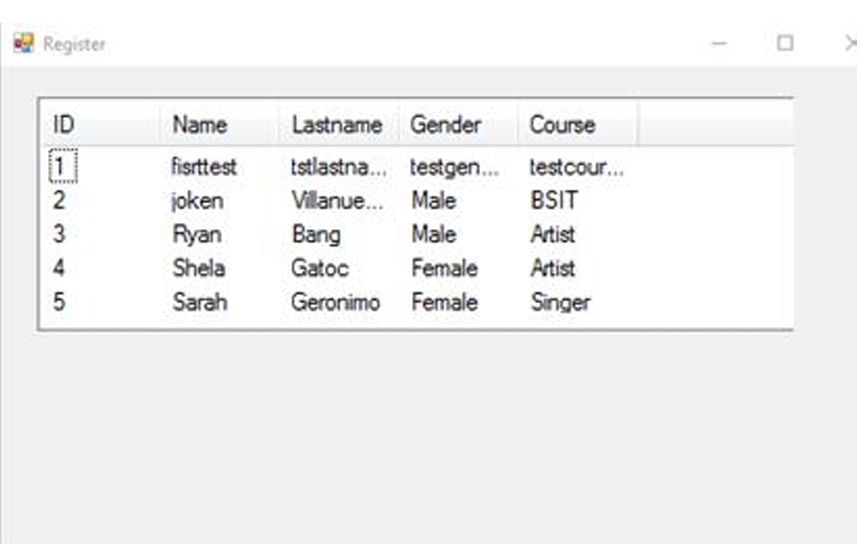 Register
ID Name Lastname Gender Course
1 fisrttest tstlastna... testgen... testcour...
2 joken Villanue... Male BSIT
3 Ryan Bang Male Artist
4 Shela Gatoc Female Artist
5 Sarah Geronimo Female Singer